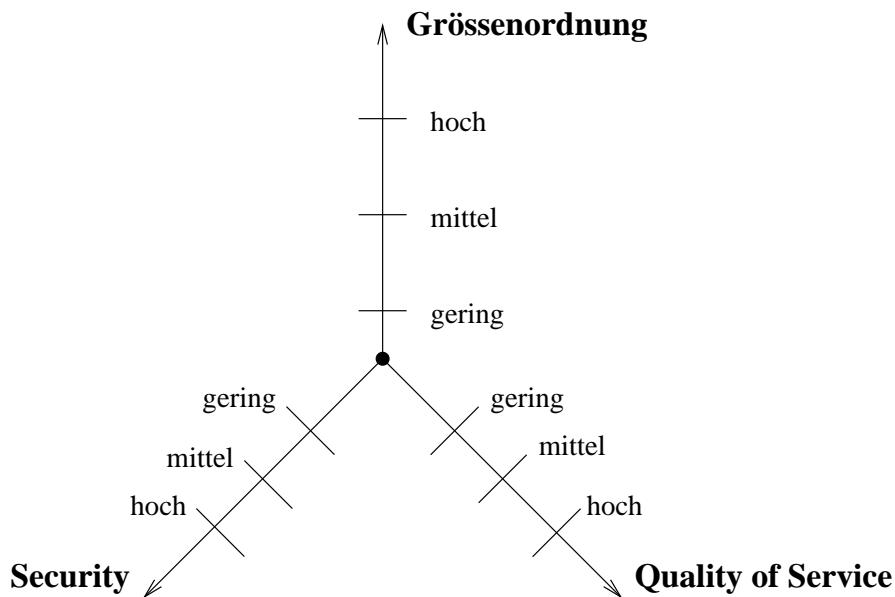 Grössenordnung
hoch
mittel
gering
gering
gering
mittel
mittel
hoch
hoch
Security
Quality of Service